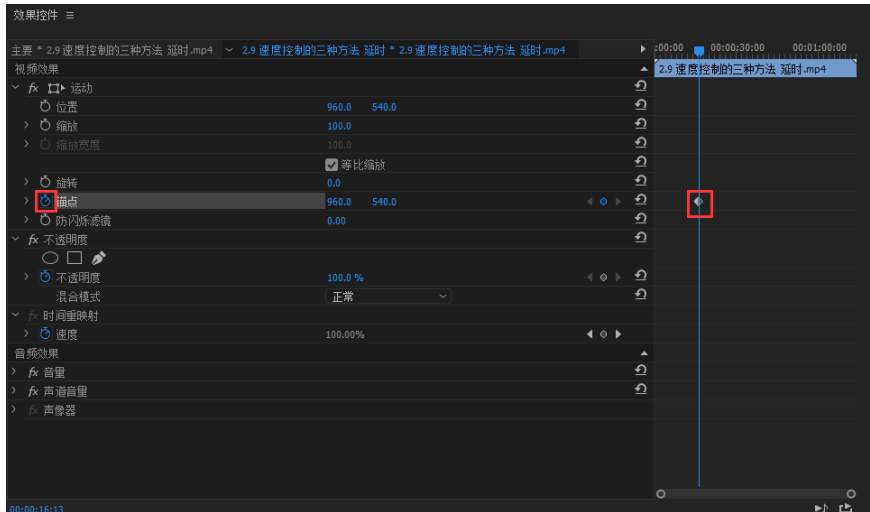 效果控件
主要 * 2.9 速度控制的三种方法 延时.mp4 2.9 速度控制的三种方法 延时 * 2.9 速度控制的三种方法 延时.mp4 :00:00 00:00:30:00 00:01:00:00
视频效果 2.9 速度控制的三种方法 延时.mp4
fx 运动
位置 960.0 540.0
缩放 100.0
缩放宽度 100.0
等比缩放
旋转 0.0
锚点 960.0 540.0
防闪烁滤镜 0.00
fx 不透明度
不透明度 100.0 %
混合模式 正常
fx 时间重映射
速度 100.00%
音频效果
fx 音量
fx 声道音量
fx 声像器
00:00:16:13